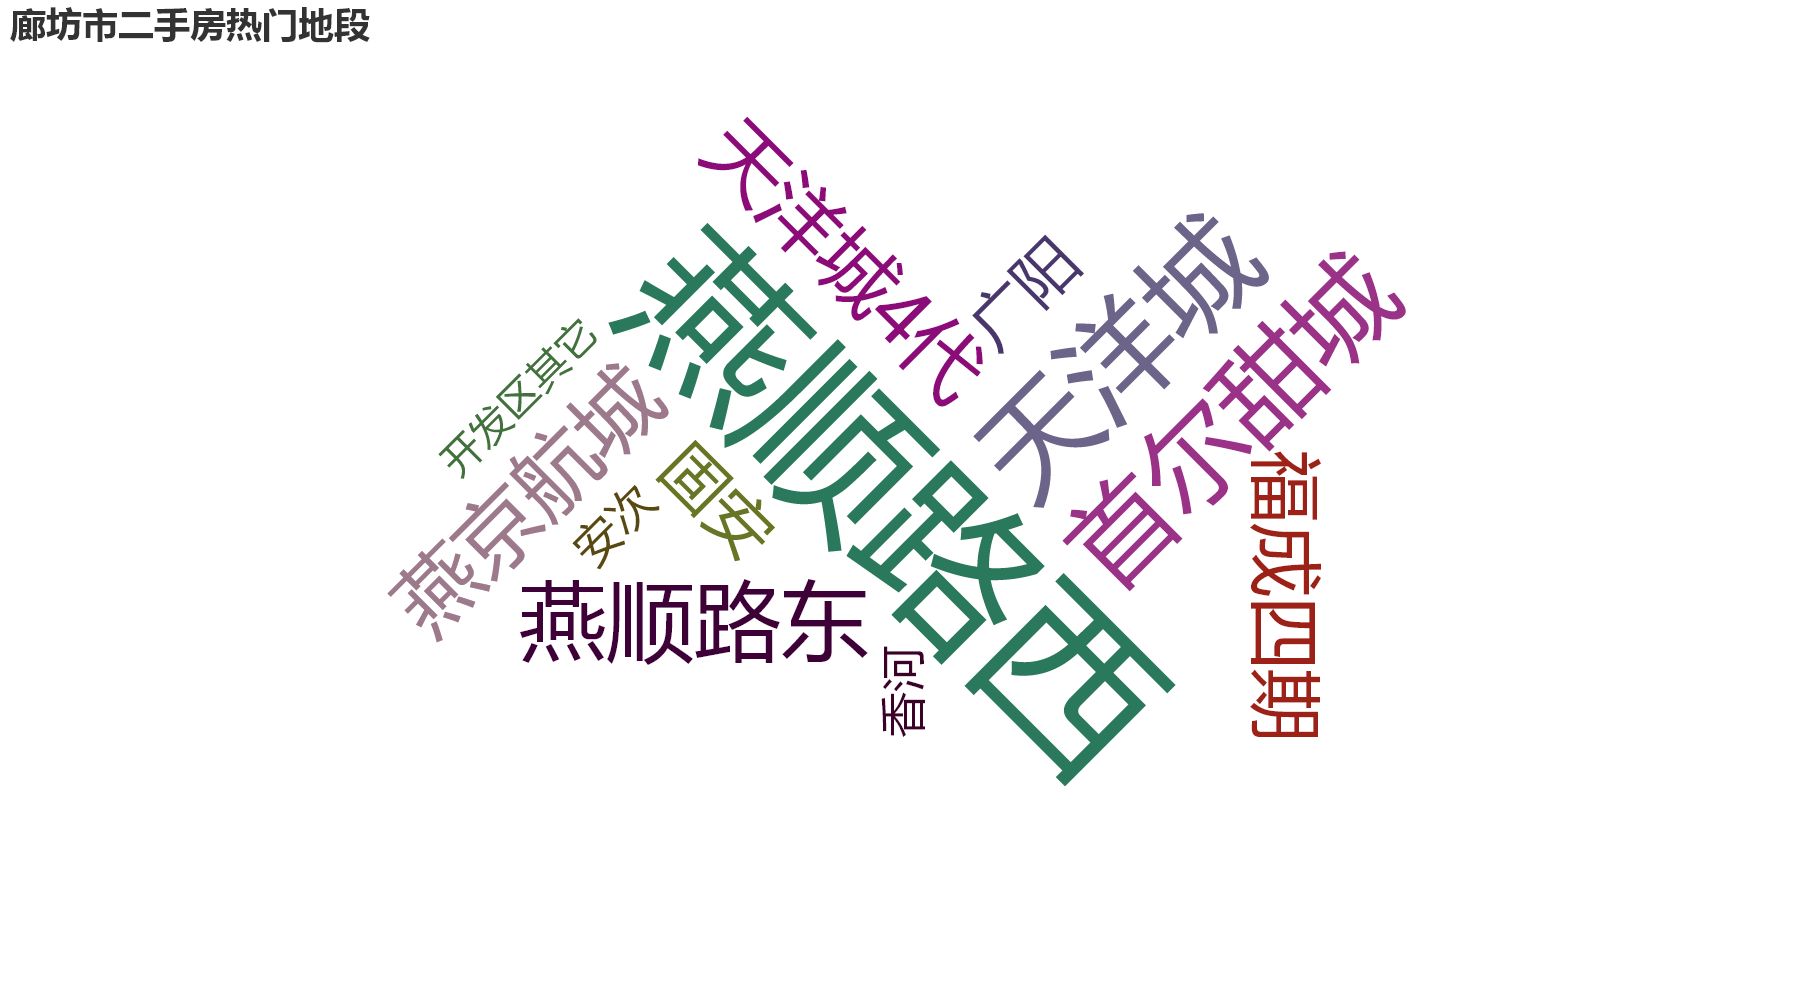 廊坊市二手房热门地段
天洋城4代
广阳
天洋城
首尔甜城
燕顺路西
开发区其它
燕京航城
固安
安次
福成四期
燕顺路东
香河